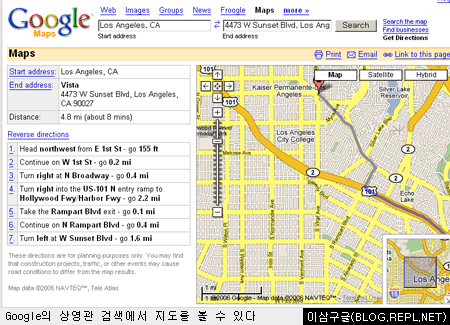 Google
Maps
Web Images Groups News Froogle Maps more »
Los Angeles, CA
4473 W Sunset Blvd, Los Ang
Search
Search the map
Find businesses
Get Directions
Maps
Print Email Link to this page
Start address: Los Angeles, CA
End address: Vista
4473 W Sunset Blvd, Los Angeles,
CA 90027
Distance: 4.8 mi (about 8 mins)
Reverse directions
1. Head northwest from E 1st St - go 155 ft
2. Continue on W 1st St - go 0.2 mi
3. Turn right at N Broadway - go 0.4 mi
4. Turn right into the US-101 N entry ramp to
Hollywood Fwy/Harbor Fwy - go 2.2 mi
5. Take the Rampart Blvd exit - go 0.1 mi
6. Continue on N Rampart Blvd - go 0.4 mi
7. Turn left at W Sunset Blvd - go 1.6 mi
These directions are for planning purposes only. You may find
that construction projects, traffic, or other events may cause
road conditions to differ from the map results.
Map data ©2006 NAVTEQ™, Tele Atlas
Map
Satellite
Hybrid
101
Kaiser Permanente
Angeles
Silver Lake
Reservoir
Los Angeles
City College
Melrose Ave
2
101
Echo
Lake
2
Los Ang
1 mi
©2006 Google - Map data ©2006 NAVTEQ™
Google의 상영관 검색에서 지도를 볼 수 있다
이삼구글(BLOG.REPL.NET)